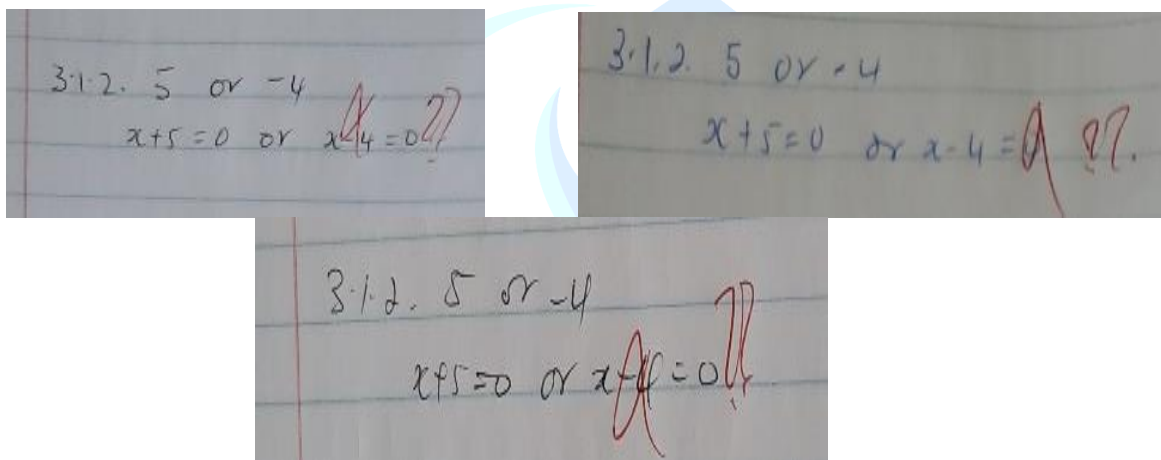 3.1.2. 5 or -4
x+5=0 or x-4=0 ??
3.1.2. 5 or -4
x+5=0 or x-4= ??.
3.1.2. 5 or -4
x+5=0 or x-4=0 ??